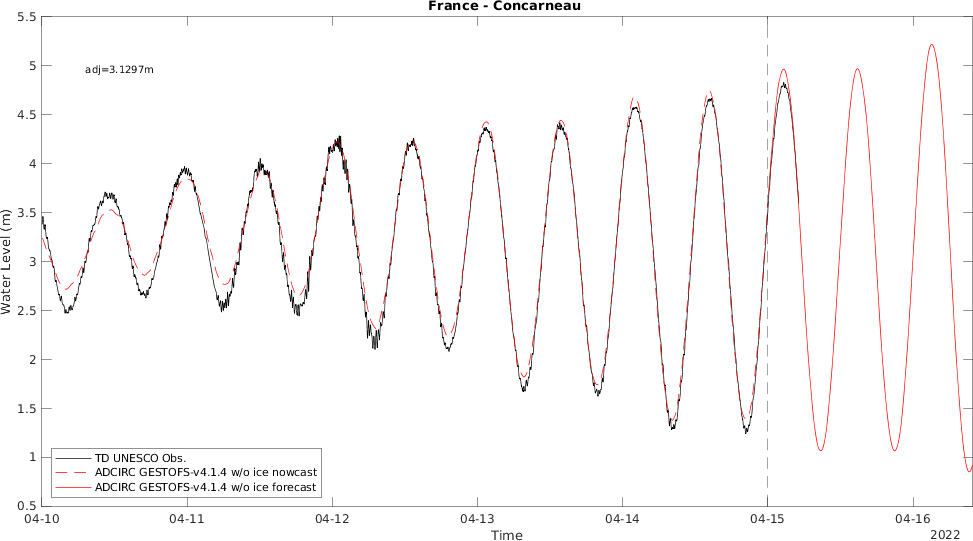 France - Concarneau
adj=3.1297m
5.5
5
4.5
4
3.5
3
2.5
2
1.5
1
0.5
Water Level (m)
TD UNESCO Obs.
ADCIRC GESTOFS-v4.1.4 w/o ice nowcast
ADCIRC GESTOFS-v4.1.4 w/o ice forecast
04-10 04-11 04-12 04-13 04-14 04-15 04-16
Time
2022